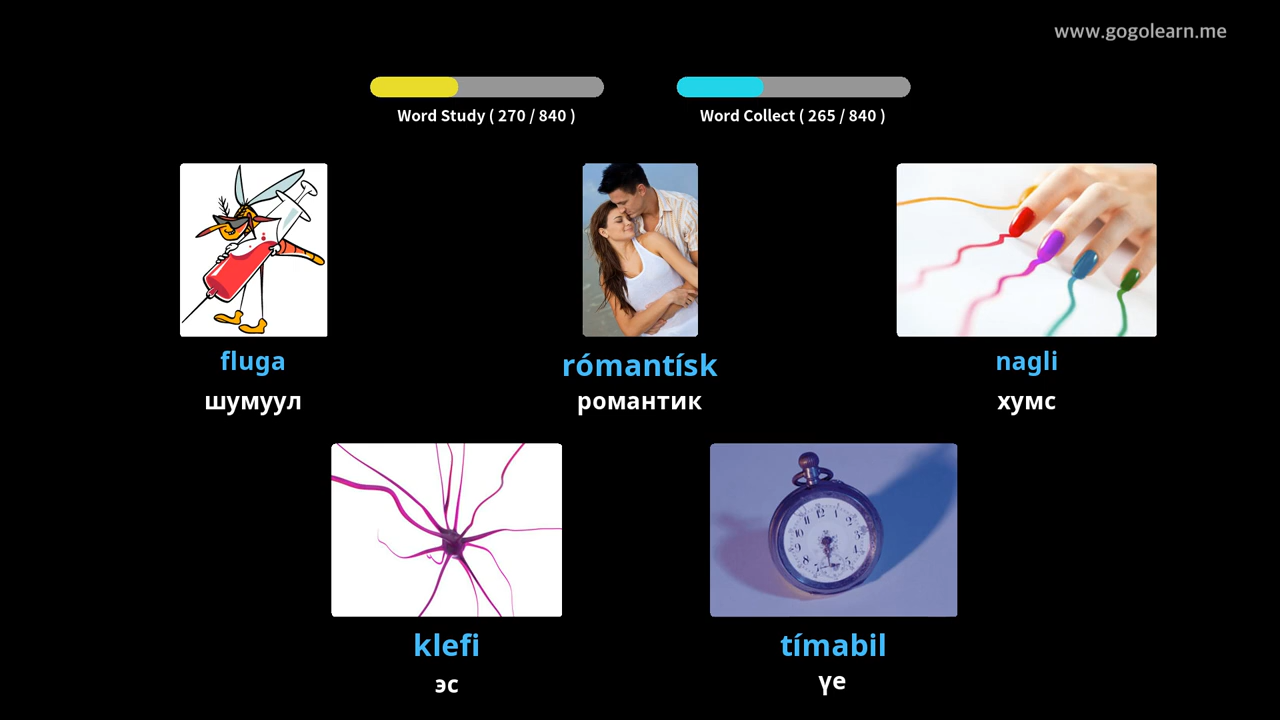 www.gogolearn.me
Word Study ( 270 / 840 )
Word Collect ( 265 / 840 )
fluga
rómantísk
nagli
шумуул
романтик
хумс
klefi
tímabil
эс
үе